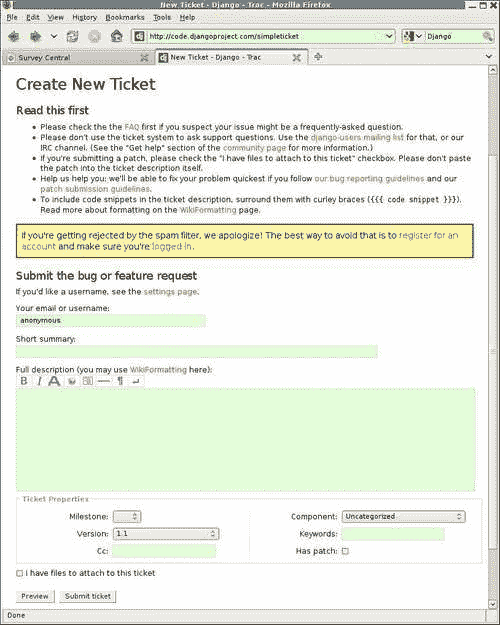 New Ticket - Django - Trac - Mozilla Firefox
File Edit View History Bookmarks Tools Help
http://code.djangoproject.com/simpleticket
Django
Survey Central
New Ticket - Django - Trac
Create New Ticket
Read this first
Please check the the FAQ first if you suspect your issue might be a frequently-asked question.
Please don't use the ticket system to ask support questions. Use the django-users mailing list for that, or our
IRC channel. (See the "Get help" section of the community page for more information.)
If you're submitting a patch, please check the "I have files to attach to this ticket" checkbox. Please don't paste
the patch into the ticket description itself.
Help us help you: we'll be able to fix your problem quickest if you follow our bug reporting guidelines and our
patch submission guidelines.
To include code snippets in the ticket description, surround them with curley braces ({{{ code snippet }}}).
Read more about formatting on the WikiFormatting page.
If you're getting rejected by the spam filter, we apologize! The best way to avoid that is to register for an
account and make sure you're logged in.
Submit the bug or feature request
If you'd like a username, see the settings page.
Your email or username:
anonymous
Short summary:
Full description (you may use WikiFormatting here):
B I A
Ticket Properties
Milestone:
Component: Uncategorized
Version: 1.1
Keywords:
Cc:
Has patch:
I have files to attach to this ticket
Preview Submit ticket
Done